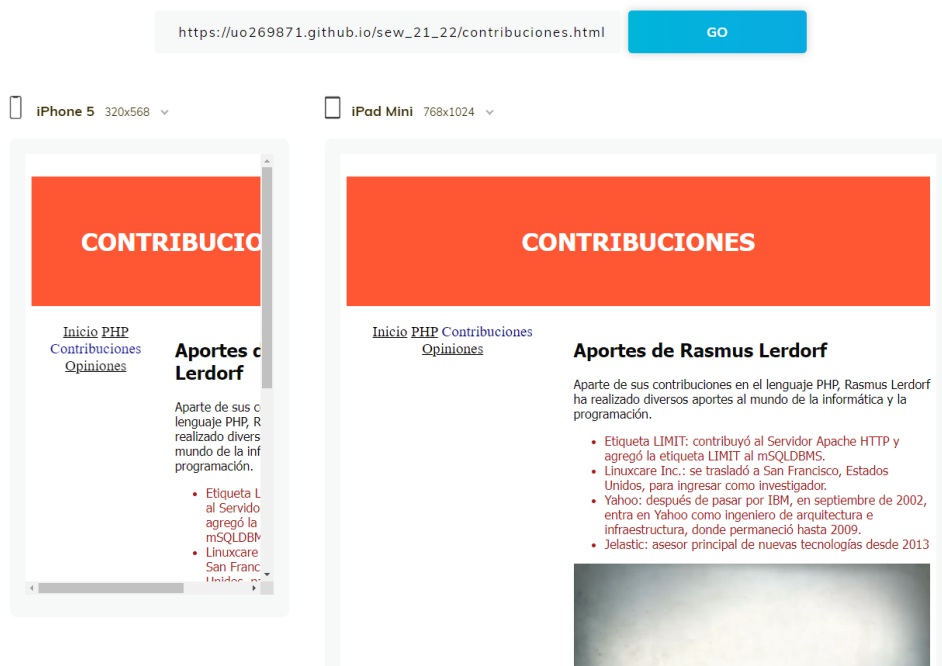 https://uo269871.github.io/sew_21_22/contribuciones.html
GO
iPhone 5 320x568
iPad Mini 768x1024
CONTRIBUCIO
Inicio PHP
Contribuciones
Opiniones
Aportes d
Lerdorf
Aparte de sus c
lenguaje PHP, R
realizado divers
mundo de la inf
programación.
• Etiqueta L
al Servido
agregó la
mSQLDBM
• Linuxcare
San Franc
CONTRIBUCIONES
Inicio PHP Contribuciones
Opiniones
Aportes de Rasmus Lerdorf
Aparte de sus contribuciones en el lenguaje PHP, Rasmus Lerdorf
ha realizado diversos aportes al mundo de la informática y la
programación.
• Etiqueta LIMIT: contribuyó al Servidor Apache HTTP y
agregó la etiqueta LIMIT al mSQLDBMS.
• Linuxcare Inc.: se trasladó a San Francisco, Estados
Unidos, para ingresar como investigador.
• Yahoo: después de pasar por IBM, en septiembre de 2002,
entra en Yahoo como ingeniero de arquitectura e
infraestructura, donde permaneció hasta 2009.
• Jelastic: asesor principal de nuevas tecnologías desde 2013